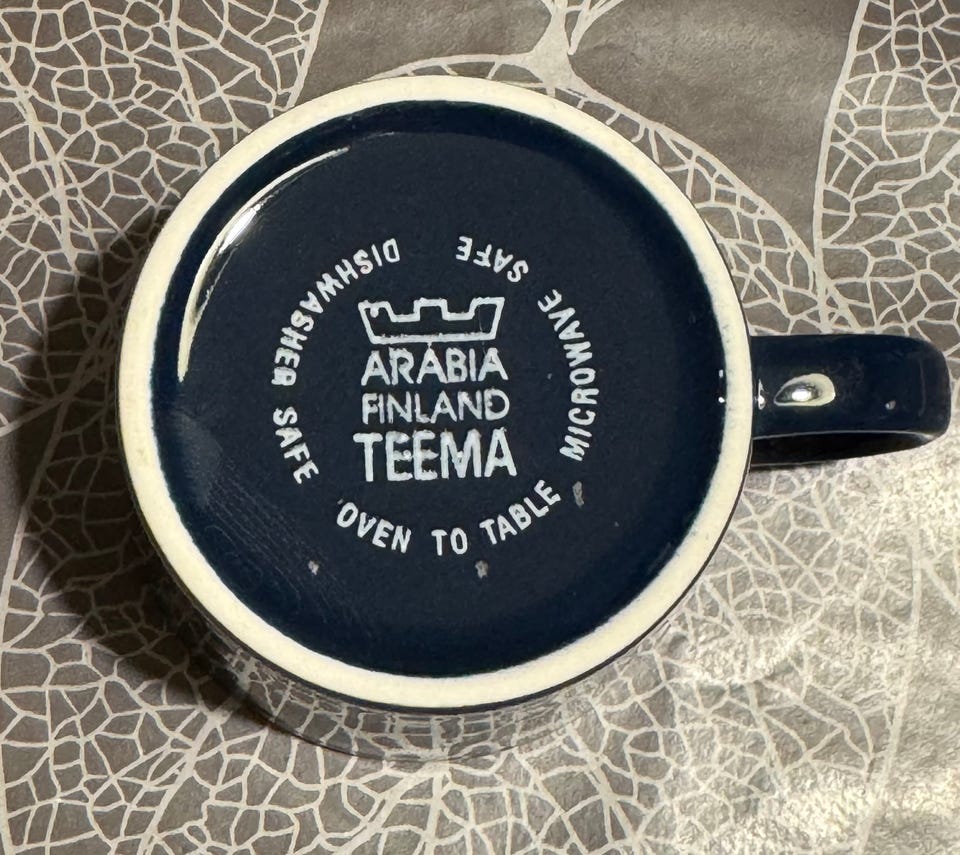 ARABIA
FINLAND
TEEMA
DISHWASHER SAFE
OVEN TO TABLE
MICROWAVE SAFE